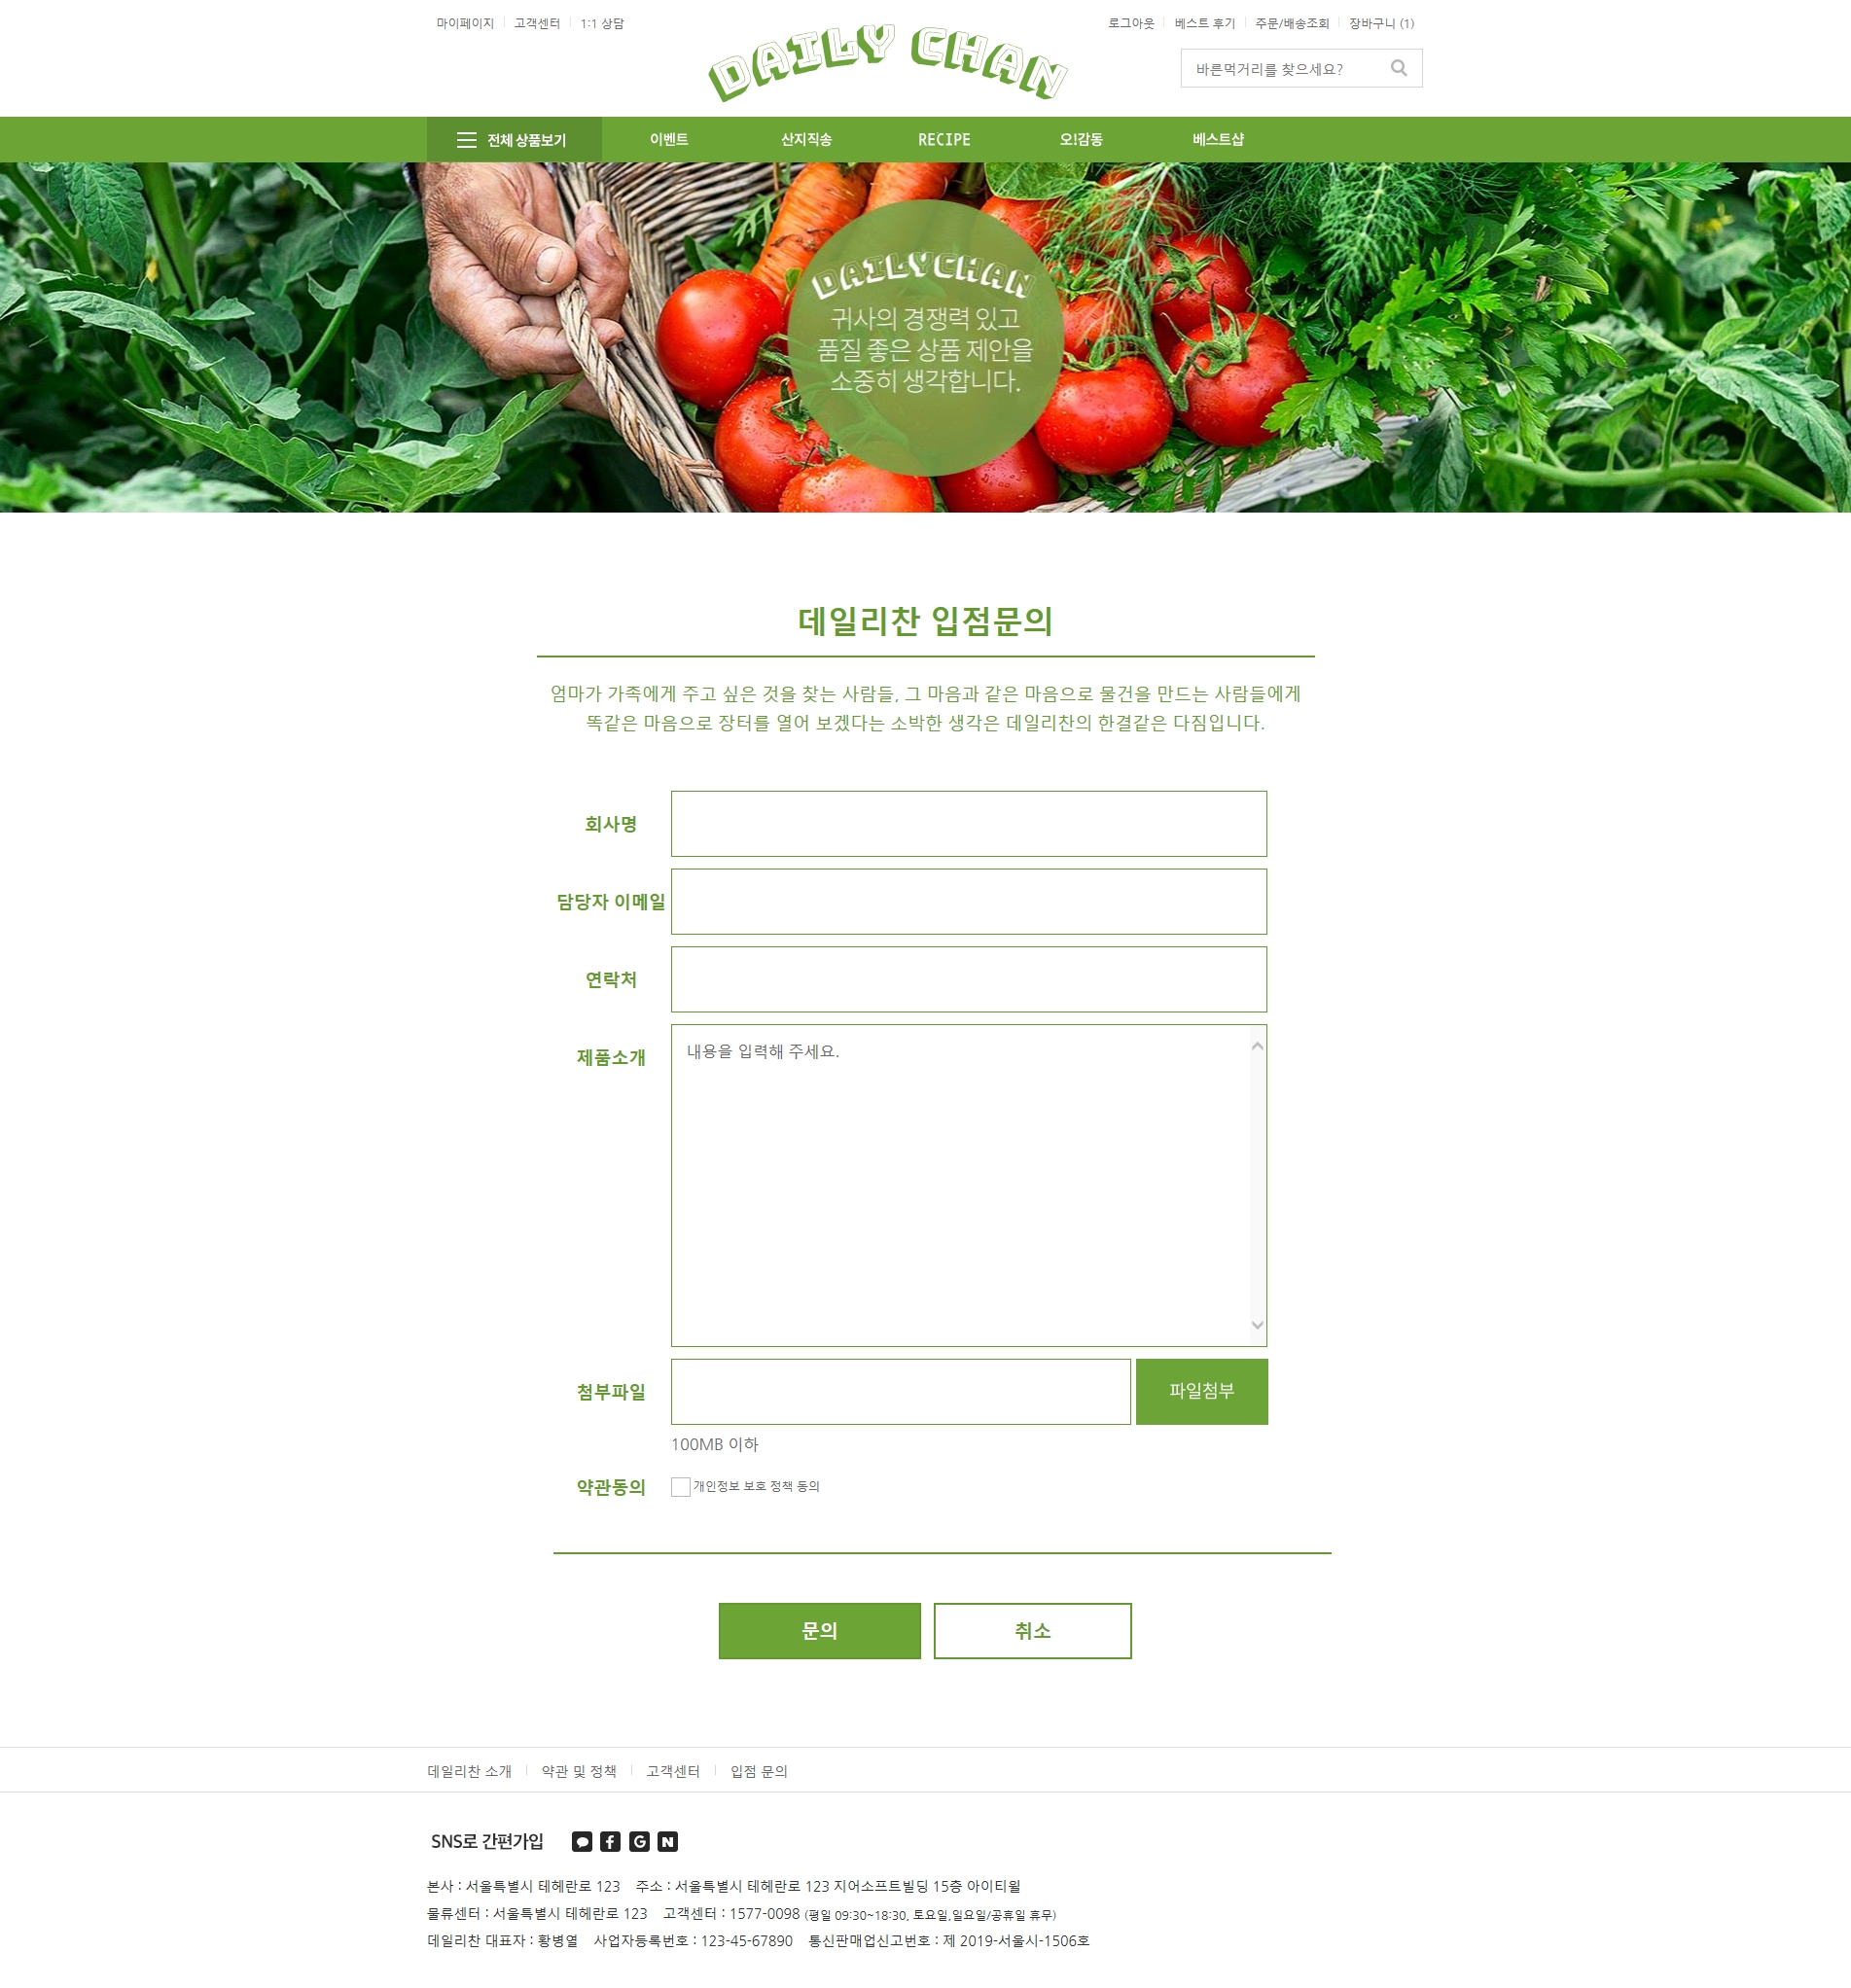 마이페이지 고객센터 1:1 상담
로그아웃 베스트 후기 주문/배송조회 장바구니 (1)
DAILY CHAN
바른먹거리를 찾으세요?
전체 상품보기 이벤트 산지직송 RECIPE 오!감동 베스트샵
DAILY CHAN
귀사의 경쟁력 있고
품질 좋은 상품 제안을
소중히 생각합니다.
데일리찬 입점문의
엄마가 가족에게 주고 싶은 것을 찾는 사람들, 그 마음과 같은 마음으로 물건을 만드는 사람들에게
똑같은 마음으로 장터를 열어 보겠다는 소박한 생각은 데일리찬의 한결같은 다짐입니다.
회사명
담당자 이메일
연락처
제품소개
내용을 입력해 주세요.
첨부파일
파일첨부
100MB 이하
약관동의
개인정보 보호 정책 동의
문의 취소
데일리찬 소개 약관 및 정책 고객센터 입점 문의
SNS로 간편가입
본사 : 서울특별시 테헤란로 123 주소 : 서울특별시 테헤란로 123 지어소프트빌딩 15층 아이티윌
물류센터 : 서울특별시 테헤란로 123 고객센터 : 1577-0098 (평일 09:30~18:30, 토요일,일요일/공휴일 휴무)
데일리찬 대표자 : 황병열 사업자등록번호 : 123-45-67890 통신판매업신고번호 : 제 2019-서울시-1506호